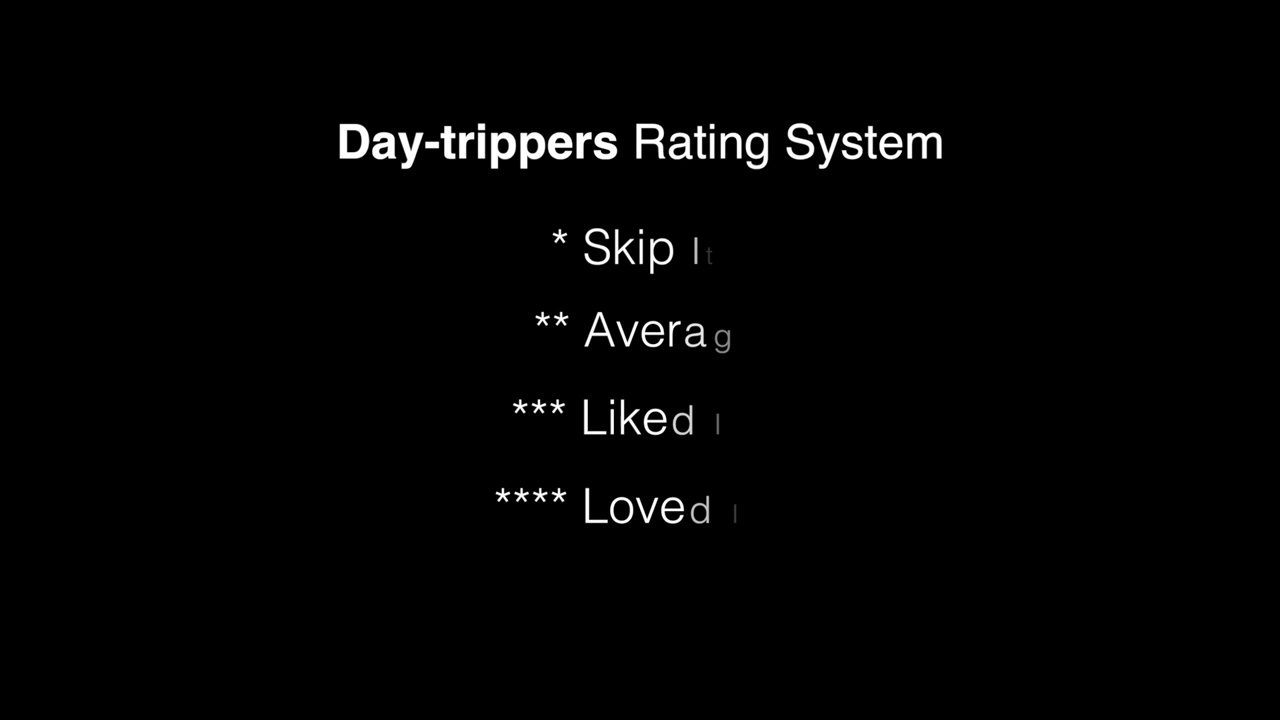 Day-trippers Rating System
* Skip It
** Averag
*** Liked I
**** Loved I